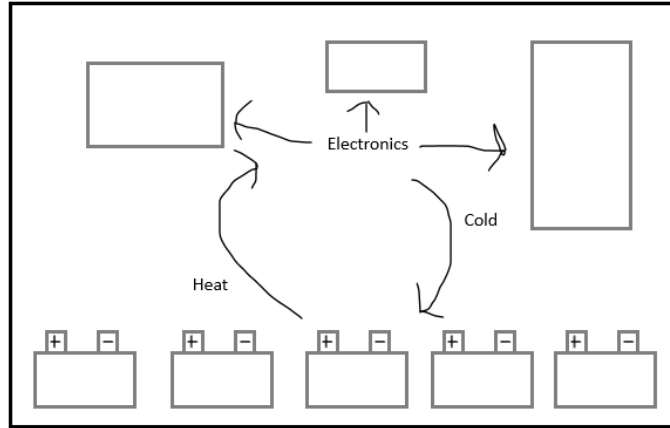 Electronics
Cold
Heat
+ − + − + − + − + −